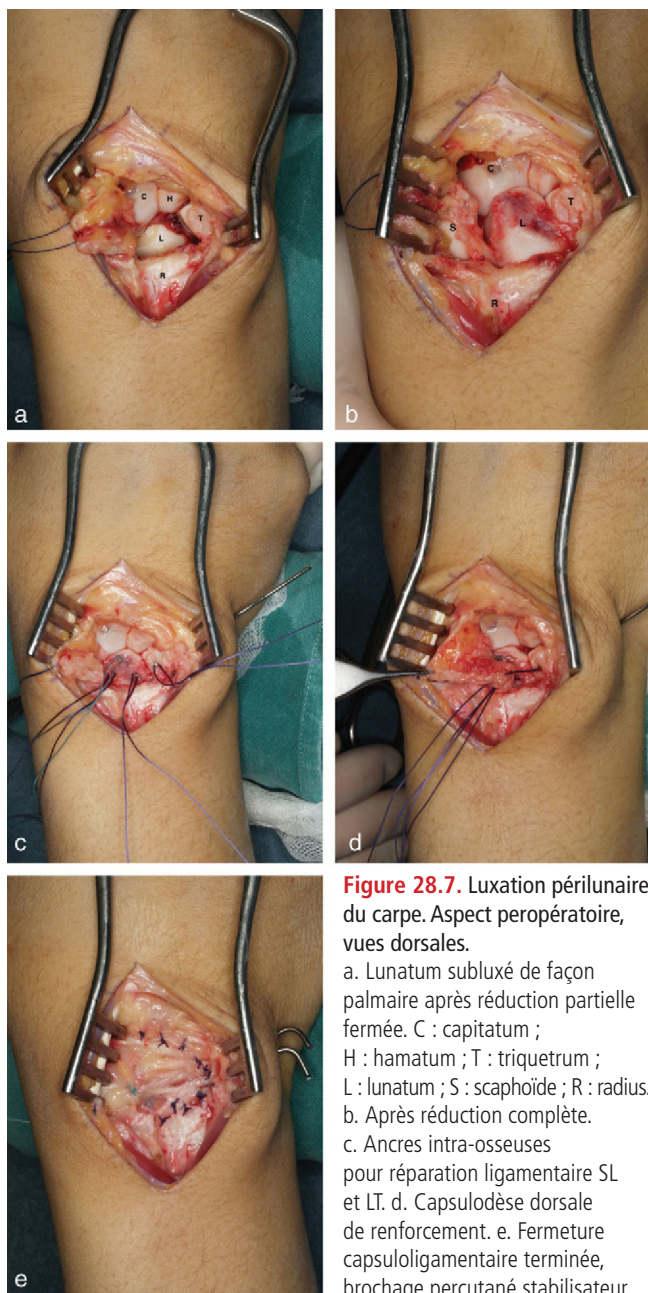 C
H
T
L
R
a
C
T
S
L
R
b
c
d
e
Figure 28.7. Luxation périlunaire
du carpe. Aspect peropératoire,
vues dorsales.
a. Lunatum subluxé de façon
palmaire après réduction partielle
fermée. C : capitatum ;
H : hamatum ; T : triquetrum ;
L : lunatum ; S : scaphoïde ; R : radius.
b. Après réduction complète.
c. Ancres intra-osseuses
pour réparation ligamentaire SL
et LT. d. Capsulodèse dorsale
de renforcement. e. Fermeture
capsuloligamentaire terminée,
brochage percutané stabilisateur